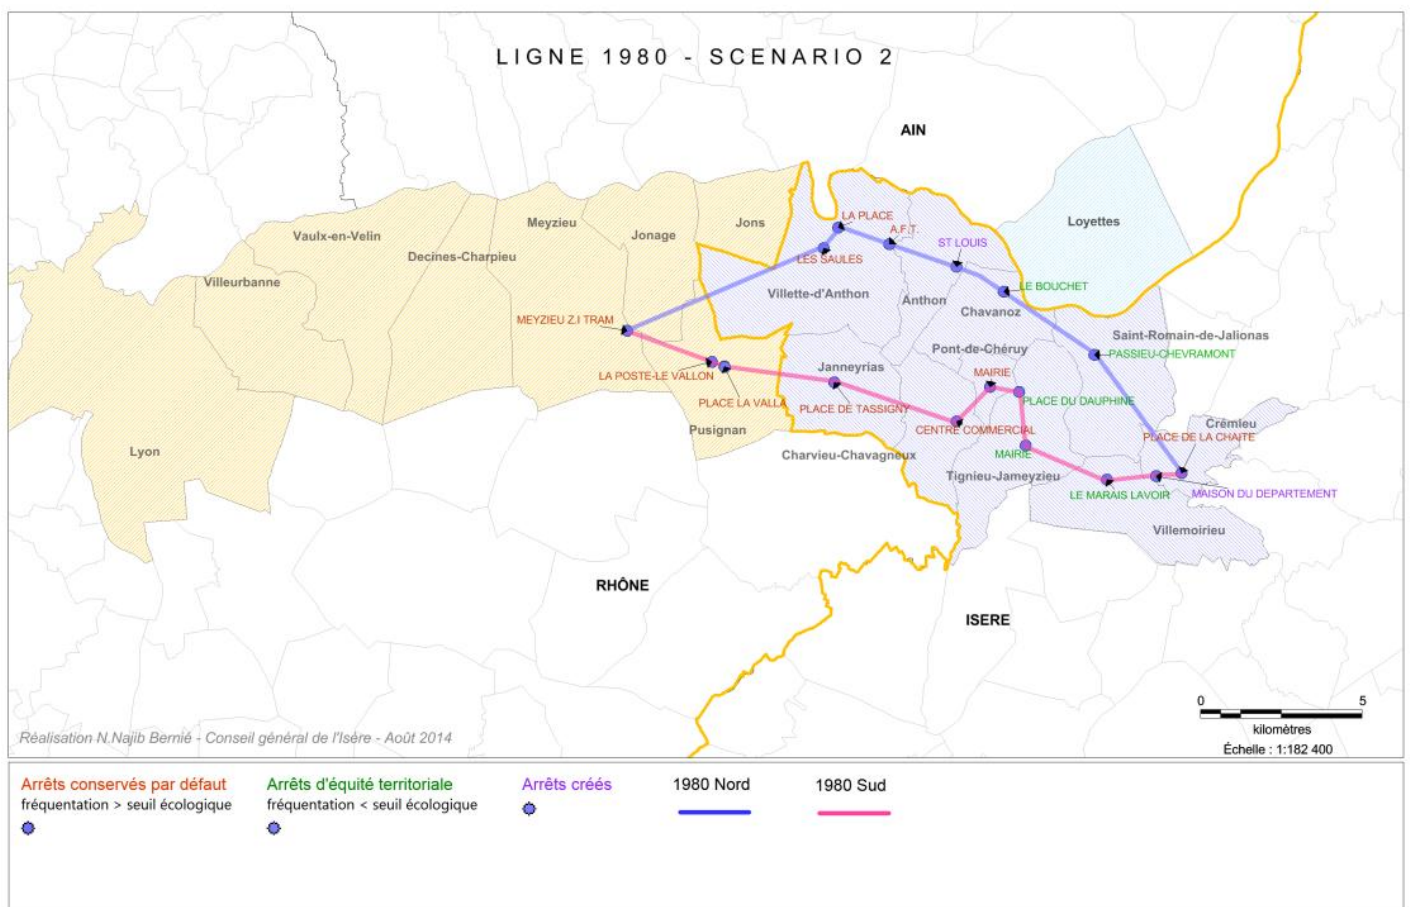 LIGNE 1980 - SCENARIO 2
AIN
LA PLACE
Loyettes
Meyzieu
Jons
A.F.T.
Vaulx-en-Velin
Jonage
ST LOUIS
Decines-Charpieu
LES SAULES
Villeurbanne
LE BOUCHET
Villette-d'Anthon
Anthon
Chavanoz
MEYZIEU Z.I TRAM
Saint-Romain-de-Jalionas
Pont-de-Chéruy
PASSIEU-CHEVRAMONT
Janneyrias
LA POSTE-LE VALLON
MAIRIE
PLACE LA VALLA
PLACE DE TASSIGNY
PLACE DU DAUPHINE
Crémieu
Pusignan
CENTRE COMMERCIAL
PLACE DE LA CHAITE
Lyon
Charvieu-Chavagneux
MAIRIE
Tignieu-Jameyzieu
LE MARAIS LAVOIR
MAISON DU DEPARTEMENT
Villemoirieu
RHÔNE
ISERE
0 5
kilomètres
Échelle : 1:182 400
Réalisation N.Najib Bernié - Conseil général de l'Isère - Août 2014
Arrêts conservés par défaut
fréquentation > seuil écologique
Arrêts d'équité territoriale
fréquentation < seuil écologique
Arrêts créés
1980 Nord
1980 Sud